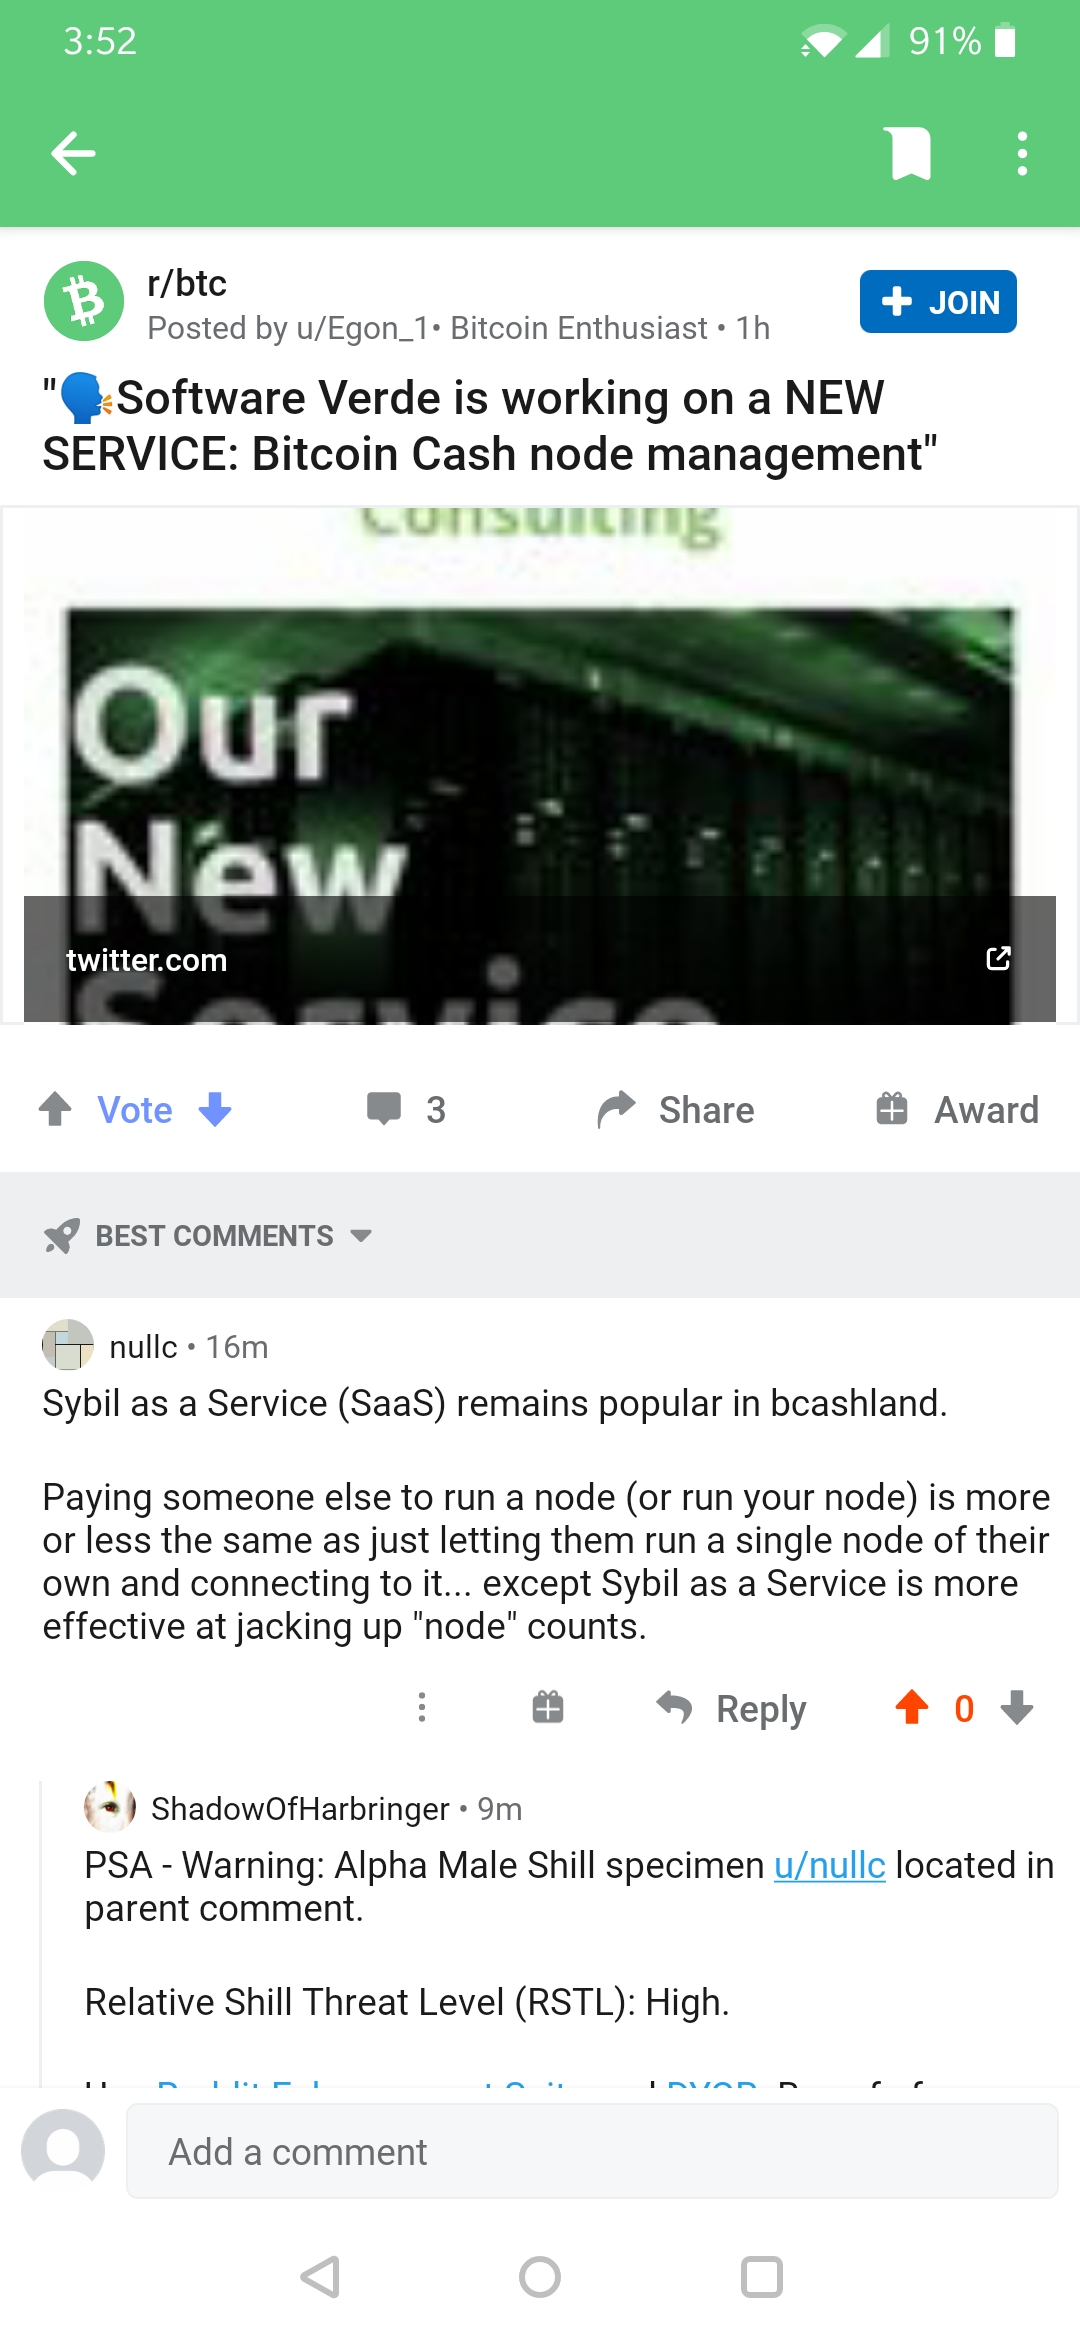 3:52
91%
r/btc
JOIN
Posted by u/Egon_1• Bitcoin Enthusiast • 1h
"🗣Software Verde is working on a NEW
SERVICE: Bitcoin Cash node management"
Consulting
Our
New
Service
twitter.com
Vote
3
Share
Award
BEST COMMENTS
nullc • 16m
Sybil as a Service (SaaS) remains popular in bcashland.
Paying someone else to run a node (or run your node) is more
or less the same as just letting them run a single node of their
own and connecting to it... except Sybil as a Service is more
effective at jacking up "node" counts.
Reply
0
ShadowOfHarbringer • 9m
PSA - Warning: Alpha Male Shill specimen u/nullc located in
parent comment.
Relative Shill Threat Level (RSTL): High.
Add a comment